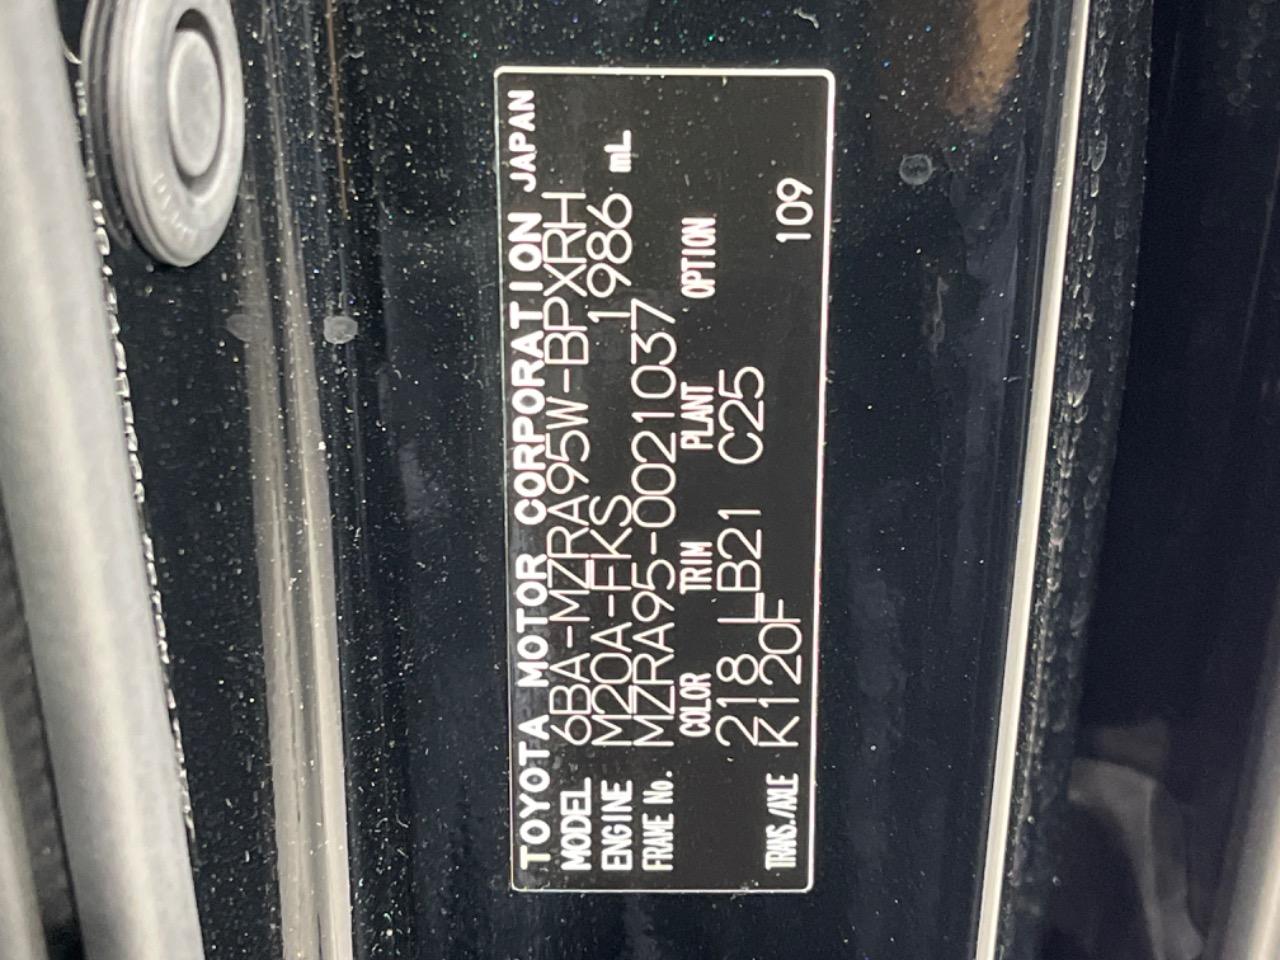 TOYOTA MOTOR CORPORATION JAPAN
MODEL 6BA-MZRA95W-BPXRH
ENGINE M20A-FKS 1986 mL
FRAME No. MZRA95-0021037
COLOR TRIM PLANT OPTION
218 LB21 C25
TRANS./AXLE K120F 109